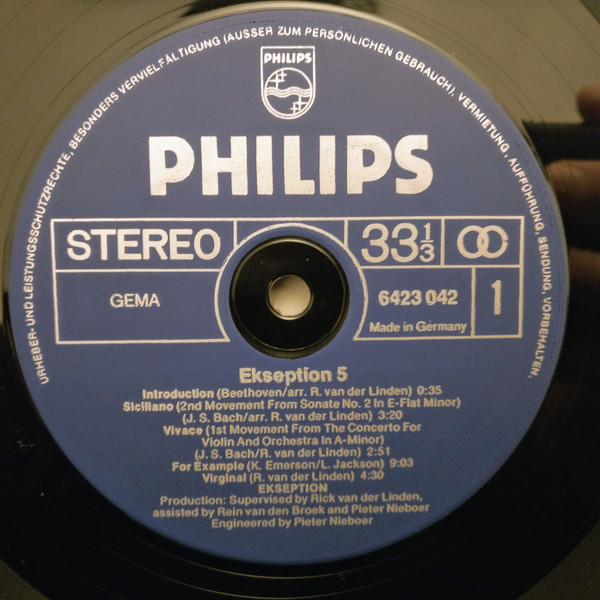 URHEBER- UND LEISTUNGSSCHUTZRECHTE, BESONDERS VERVIELFÄLTIGUNG (AUSSER ZUM PERSÖNLICHEN GEBRAUCH), VERMIETUNG, AUFFÜHRUNG, SENDUNG, VORBEHALTEN.
PHILIPS
PHILIPS
STEREO
33 1/3
GEMA
6423 042
1
Made in Germany
Ekseption 5
Introduction (Beethoven/arr. R. van der Linden) 0:35
Siciliano (2nd Movement From Sonate No. 2 In E-Flat Minor)
(J. S. Bach/arr. R. van der Linden) 3:20
Vivace (1st Movement From The Concerto For
Violin And Orchestra In A-Minor)
(J. S. Bach/R. van der Linden) 2:51
For Example (K. Emerson/L. Jackson) 9:03
Virginal (R. van der Linden) 4:30
EKSEPTION
Production: Supervised by Rick van der Linden,
assisted by Rein van den Broek and Pieter Nieboer
Engineered by Pieter Nieboer